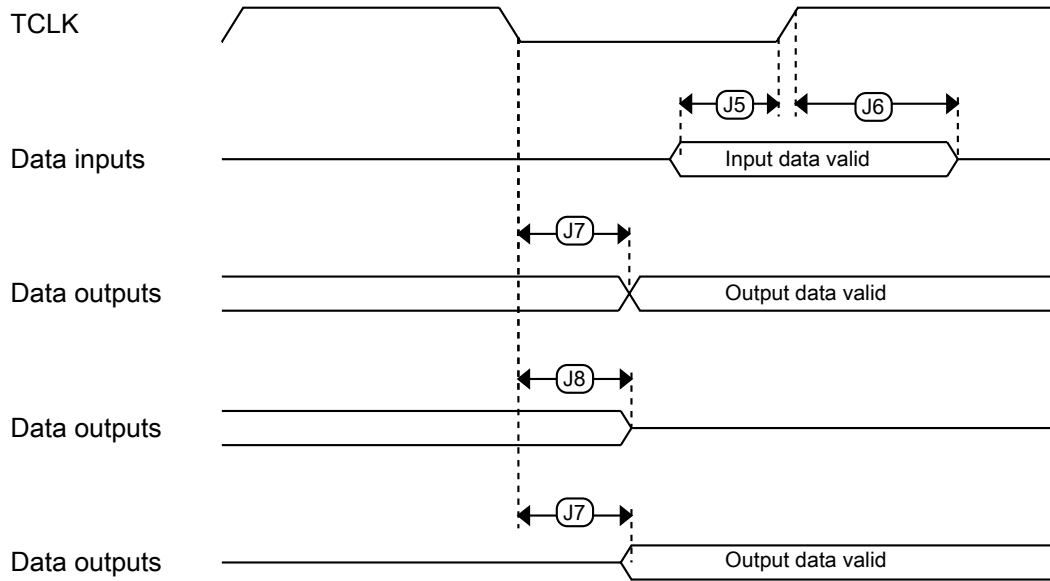 TCLK
J5
J6
Data inputs
Input data valid
J7
Data outputs
Output data valid
J8
Data outputs
J7
Data outputs
Output data valid